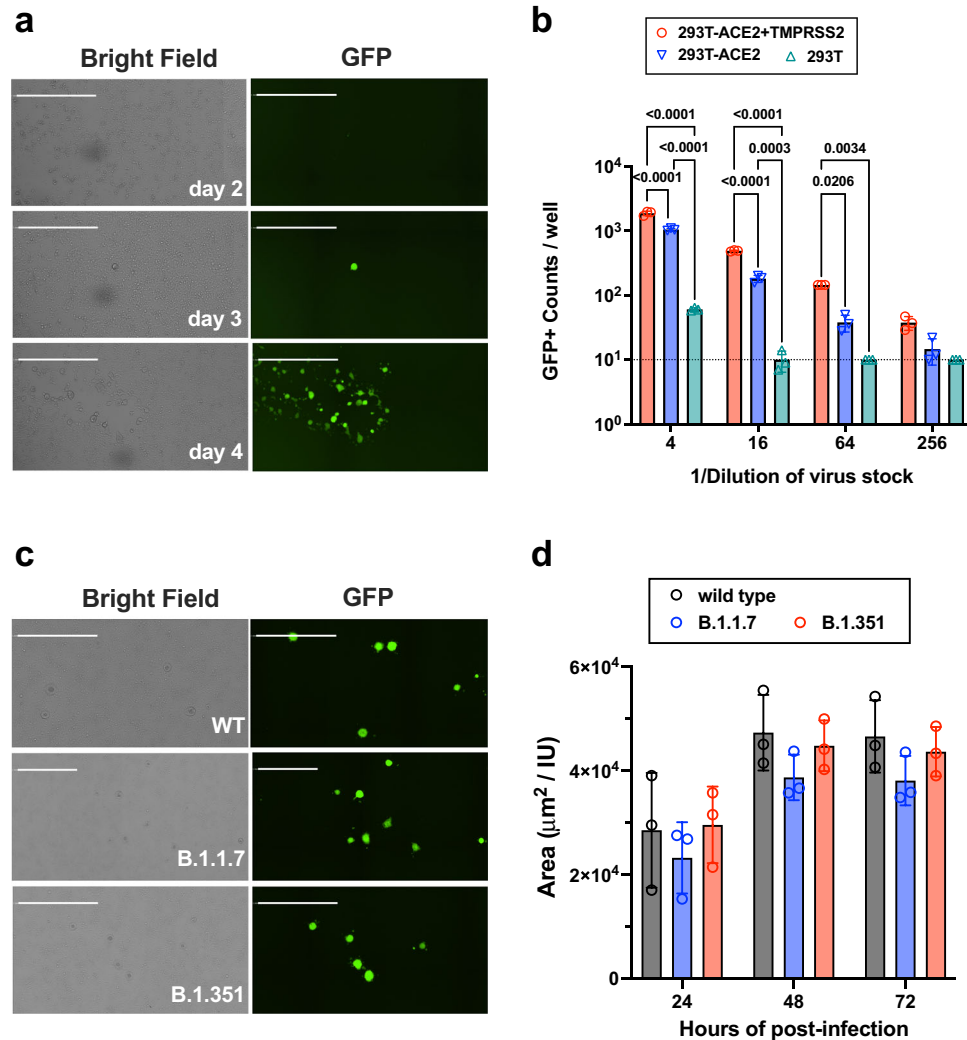 a
Bright Field GFP
day 2
day 3
day 4
b
293T-ACE2+TMPRSS2
293T-ACE2 293T
<0.0001 <0.0001
<0.0001 0.0003 0.0034
<0.0001 <0.0001 0.0206
10⁴
10³
10²
10¹
10⁰
GFP+ Counts / well
4 16 64 256
1/Dilution of virus stock
c
Bright Field GFP
WT
B.1.1.7
B.1.351
d
wild type
B.1.1.7 B.1.351
6×10⁴
4×10⁴
2×10⁴
0
Area (μm² / IU)
24 48 72
Hours of post-infection